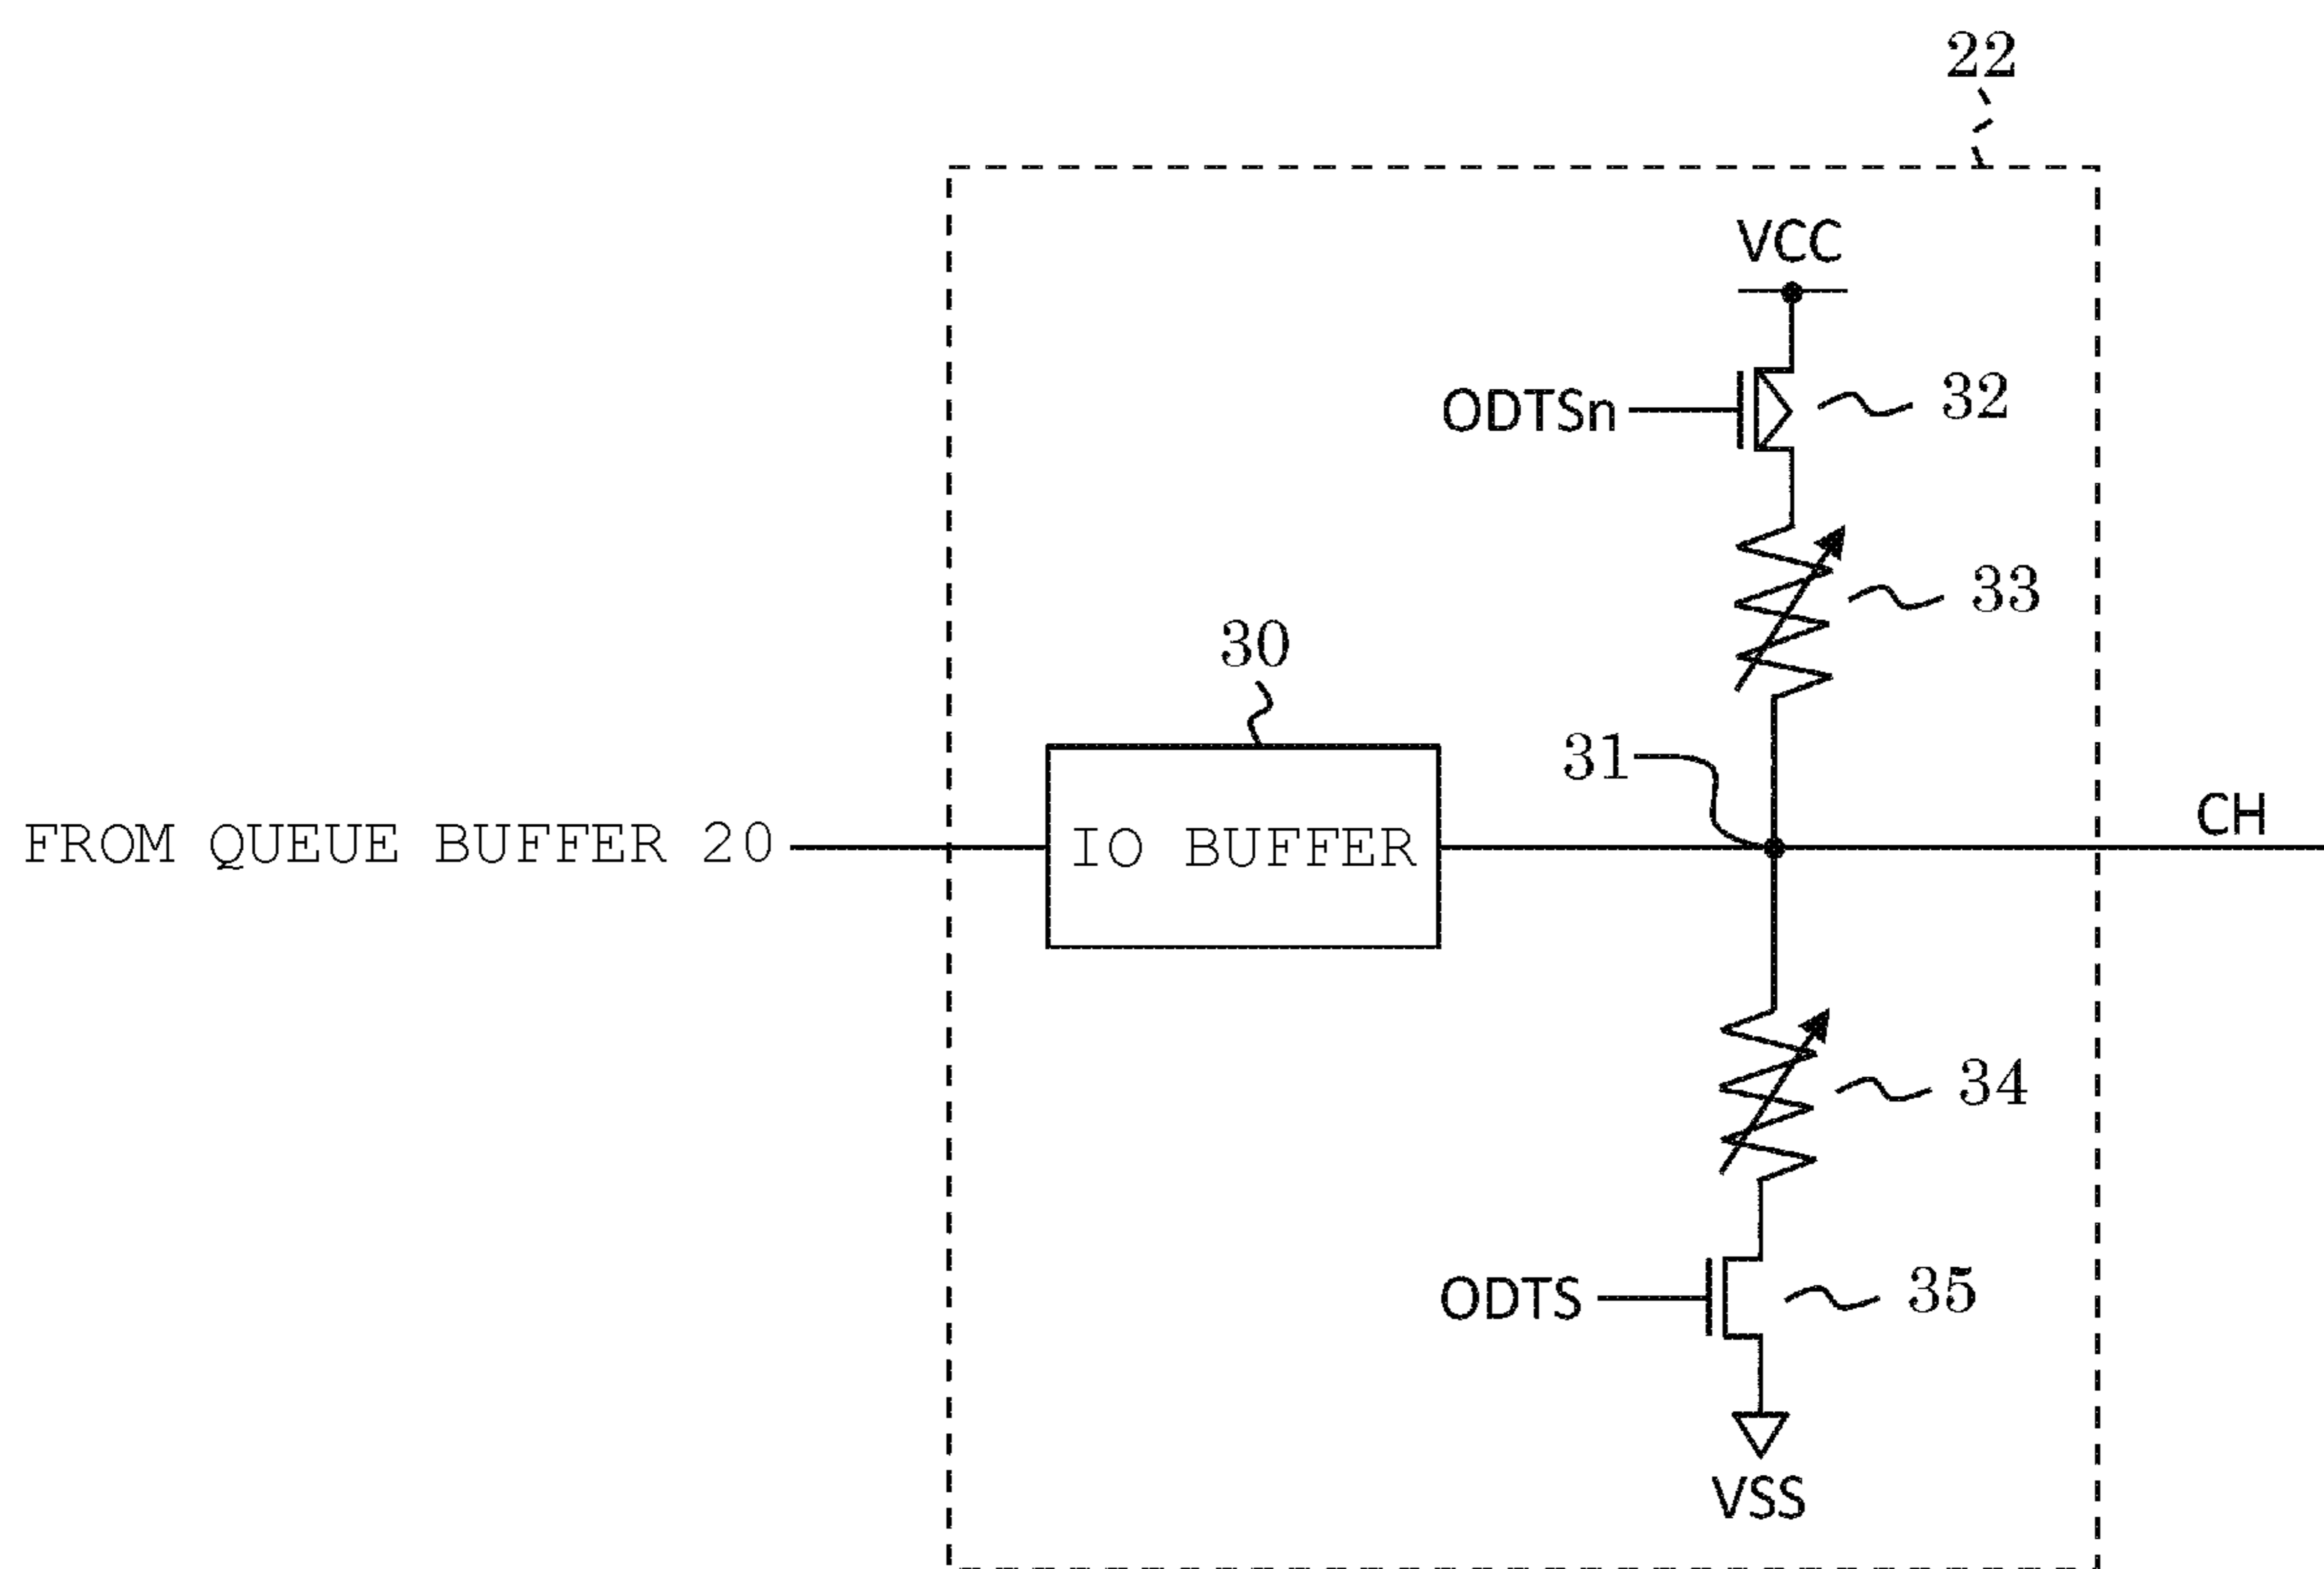 22
VCC
ODTSn
32
33
30
31
FROM QUEUE BUFFER 20
IO BUFFER
CH
34
ODTS
35
VSS